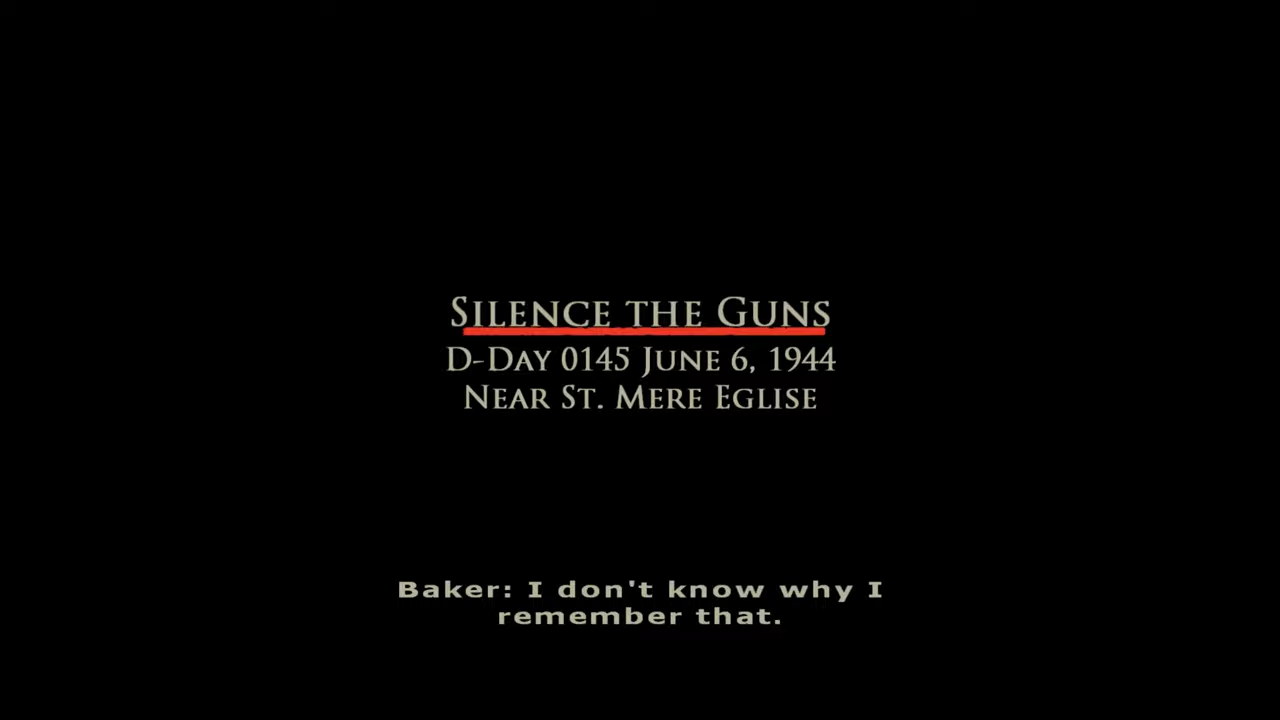 Silence the Guns
D-Day 0145 June 6, 1944
Near St. Mere Eglise
Baker: I don't know why I
remember that.